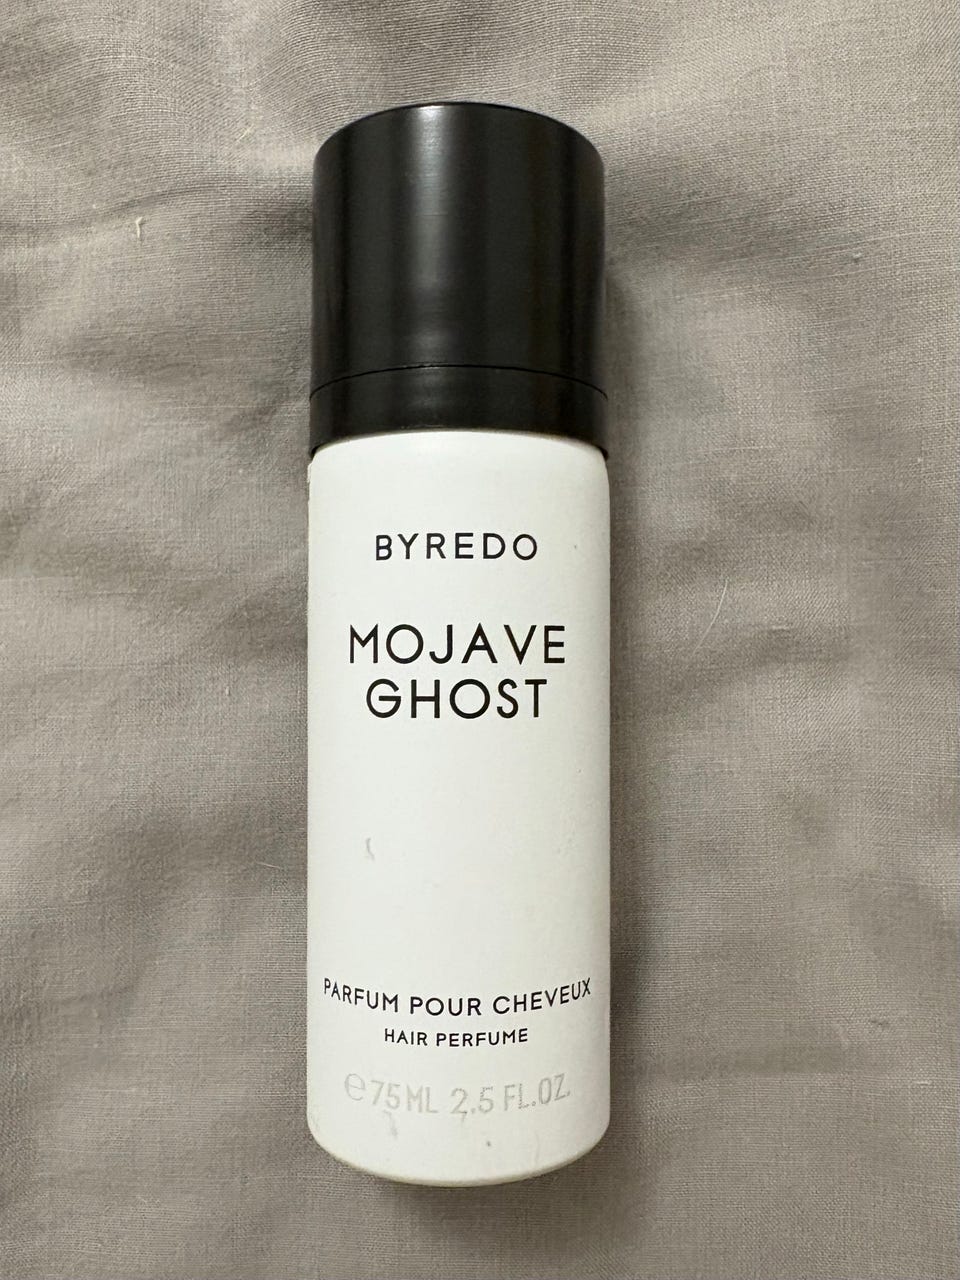 BYREDO
MOJAVE
GHOST
PARFUM POUR CHEVEUX
HAIR PERFUME
℮75ML 2.5 FL.OZ.